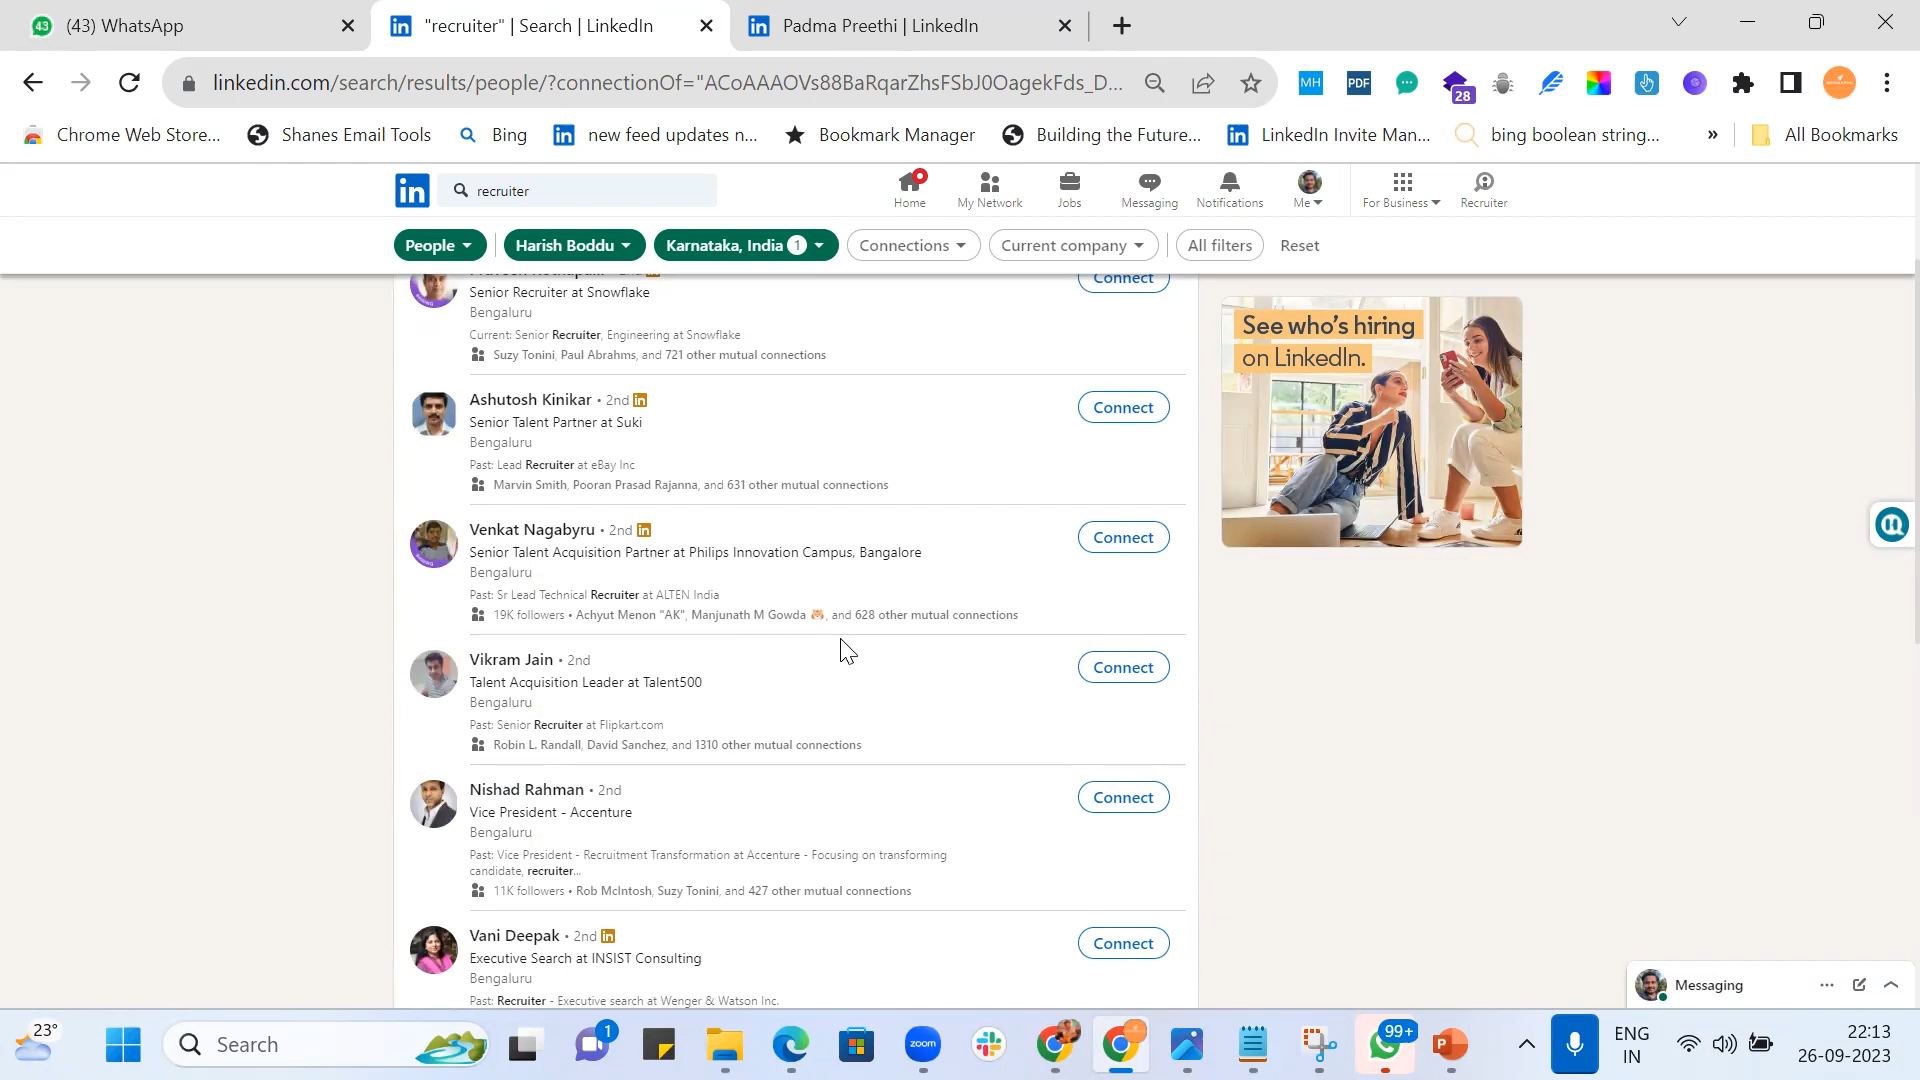 (43) WhatsApp
"recruiter" | Search | LinkedIn
Padma Preethi | LinkedIn
linkedin.com/search/results/people/?connectionOf="ACoAAAOVs88BaRqarZhsFSbJ0OagekFds_D...
MH
PDF
28
Chrome Web Store...
Shanes Email Tools
Bing
new feed updates n...
Bookmark Manager
Building the Future...
LinkedIn Invite Man...
bing boolean string...
»
All Bookmarks
in
recruiter
Home
My Network
Jobs
Messaging
Notifications
Me
For Business
Recruiter
People
Harish Boddu
Karnataka, India 1
Connections
Current company
All filters
Reset
Connect
Senior Recruiter at Snowflake
Bengaluru
Current: Senior Recruiter, Engineering at Snowflake
Suzy Tonini, Paul Abrahms, and 721 other mutual connections
Ashutosh Kinikar • 2nd
Connect
Senior Talent Partner at Suki
Bengaluru
Past: Lead Recruiter at eBay Inc
Marvin Smith, Pooran Prasad Rajanna, and 631 other mutual connections
Venkat Nagabyru • 2nd
Connect
Senior Talent Acquisition Partner at Philips Innovation Campus, Bangalore
Bengaluru
Past: Sr Lead Technical Recruiter at ALTEN India
19K followers • Achyut Menon "AK", Manjunath M Gowda 🐯, and 628 other mutual connections
Vikram Jain • 2nd
Connect
Talent Acquisition Leader at Talent500
Bengaluru
Past: Senior Recruiter at Flipkart.com
Robin L. Randall, David Sanchez, and 1310 other mutual connections
Nishad Rahman • 2nd
Connect
Vice President - Accenture
Bengaluru
Past: Vice President - Recruitment Transformation at Accenture - Focusing on transforming
candidate, recruiter...
11K followers • Rob McIntosh, Suzy Tonini, and 427 other mutual connections
Vani Deepak • 2nd
Connect
Executive Search at INSIST Consulting
Bengaluru
Past: Recruiter - Executive search at Wenger & Watson Inc.
See who's hiring
on LinkedIn.
Messaging
23°
Search
1
zoom
99+
ENG
IN
22:13
26-09-2023